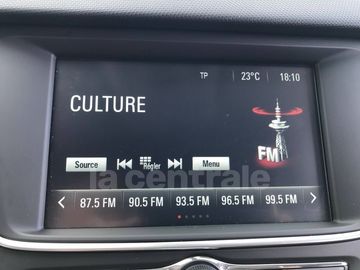 TP 23°C 18:10
CULTURE
FM
Source Régler Menu
la centrale
87.5 FM 90.5 FM 93.5 FM 96.5 FM 99.5 FM